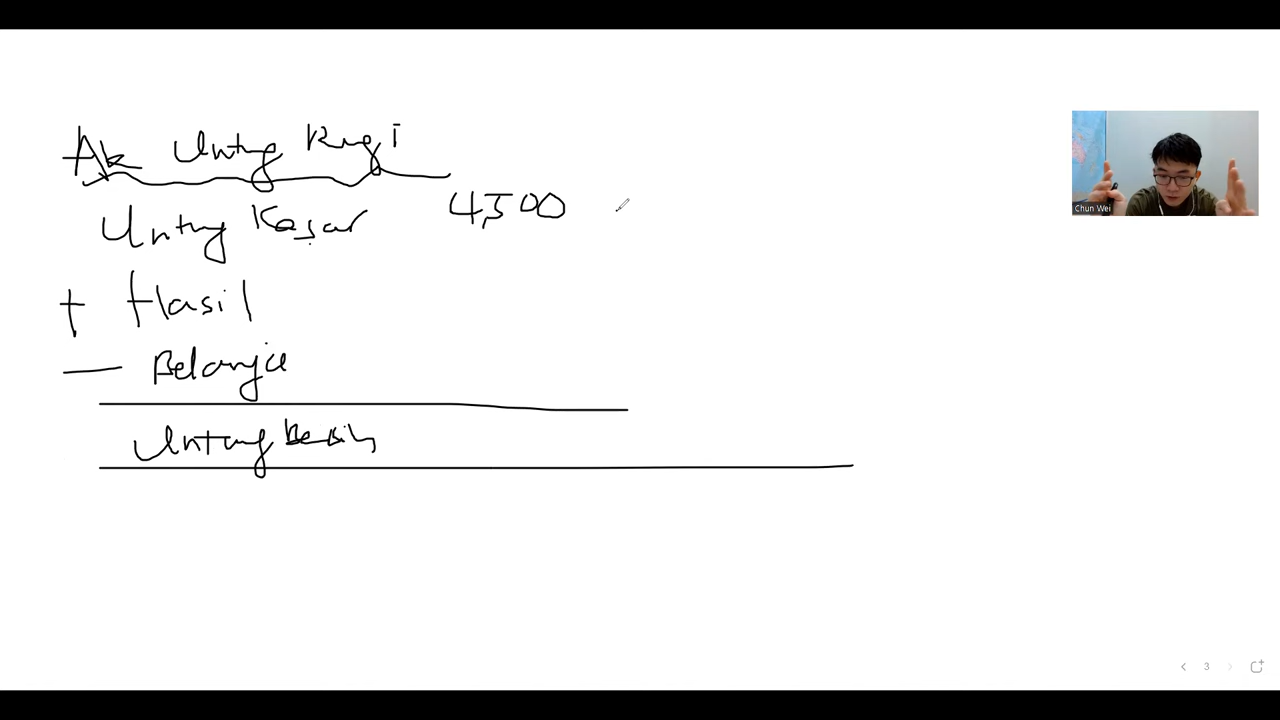 Ak Untung Rugi
Untung Kasar 4,500
+ Hasil
— Belanja
Untung Bersih
Chun Wei
3